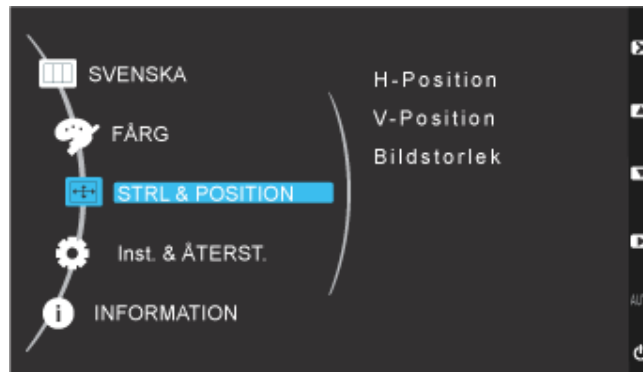 SVENSKA
FÄRG
STRL & POSITION
Inst. & ÅTERST.
INFORMATION
H-Position
V-Position
Bildstorlek